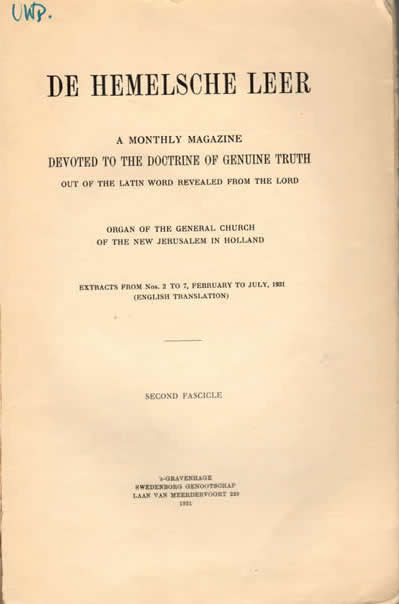 UWP.
DE HEMELSCHE LEER
A MONTHLY MAGAZINE
DEVOTED TO THE DOCTRINE OF GENUINE TRUTH
OUT OF THE LATIN WORD REVEALED FROM THE LORD
ORGAN OF THE GENERAL CHURCH
OF THE NEW JERUSALEM IN HOLLAND
EXTRACTS FROM Nos. 2 TO 7, FEBRUARY TO JULY, 1931
(ENGLISH TRANSLATION)
SECOND FASCICLE
's-GRAVENHAGE
SWEDENBORG GENOOTSCHAP
LAAN VAN MEERDERVOORT 229
1931